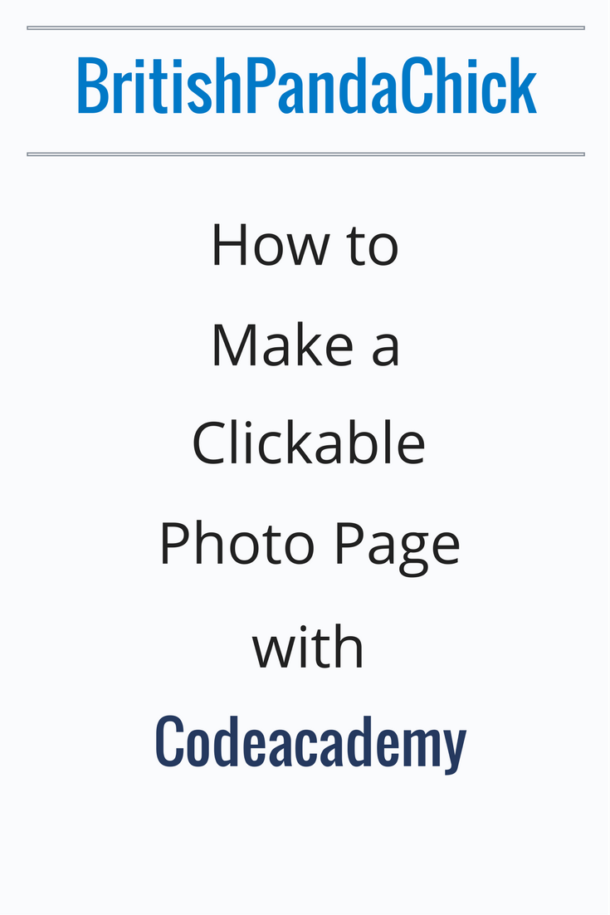 BritishPandaChick
How to
Make a
Clickable
Photo Page
with
Codeacademy